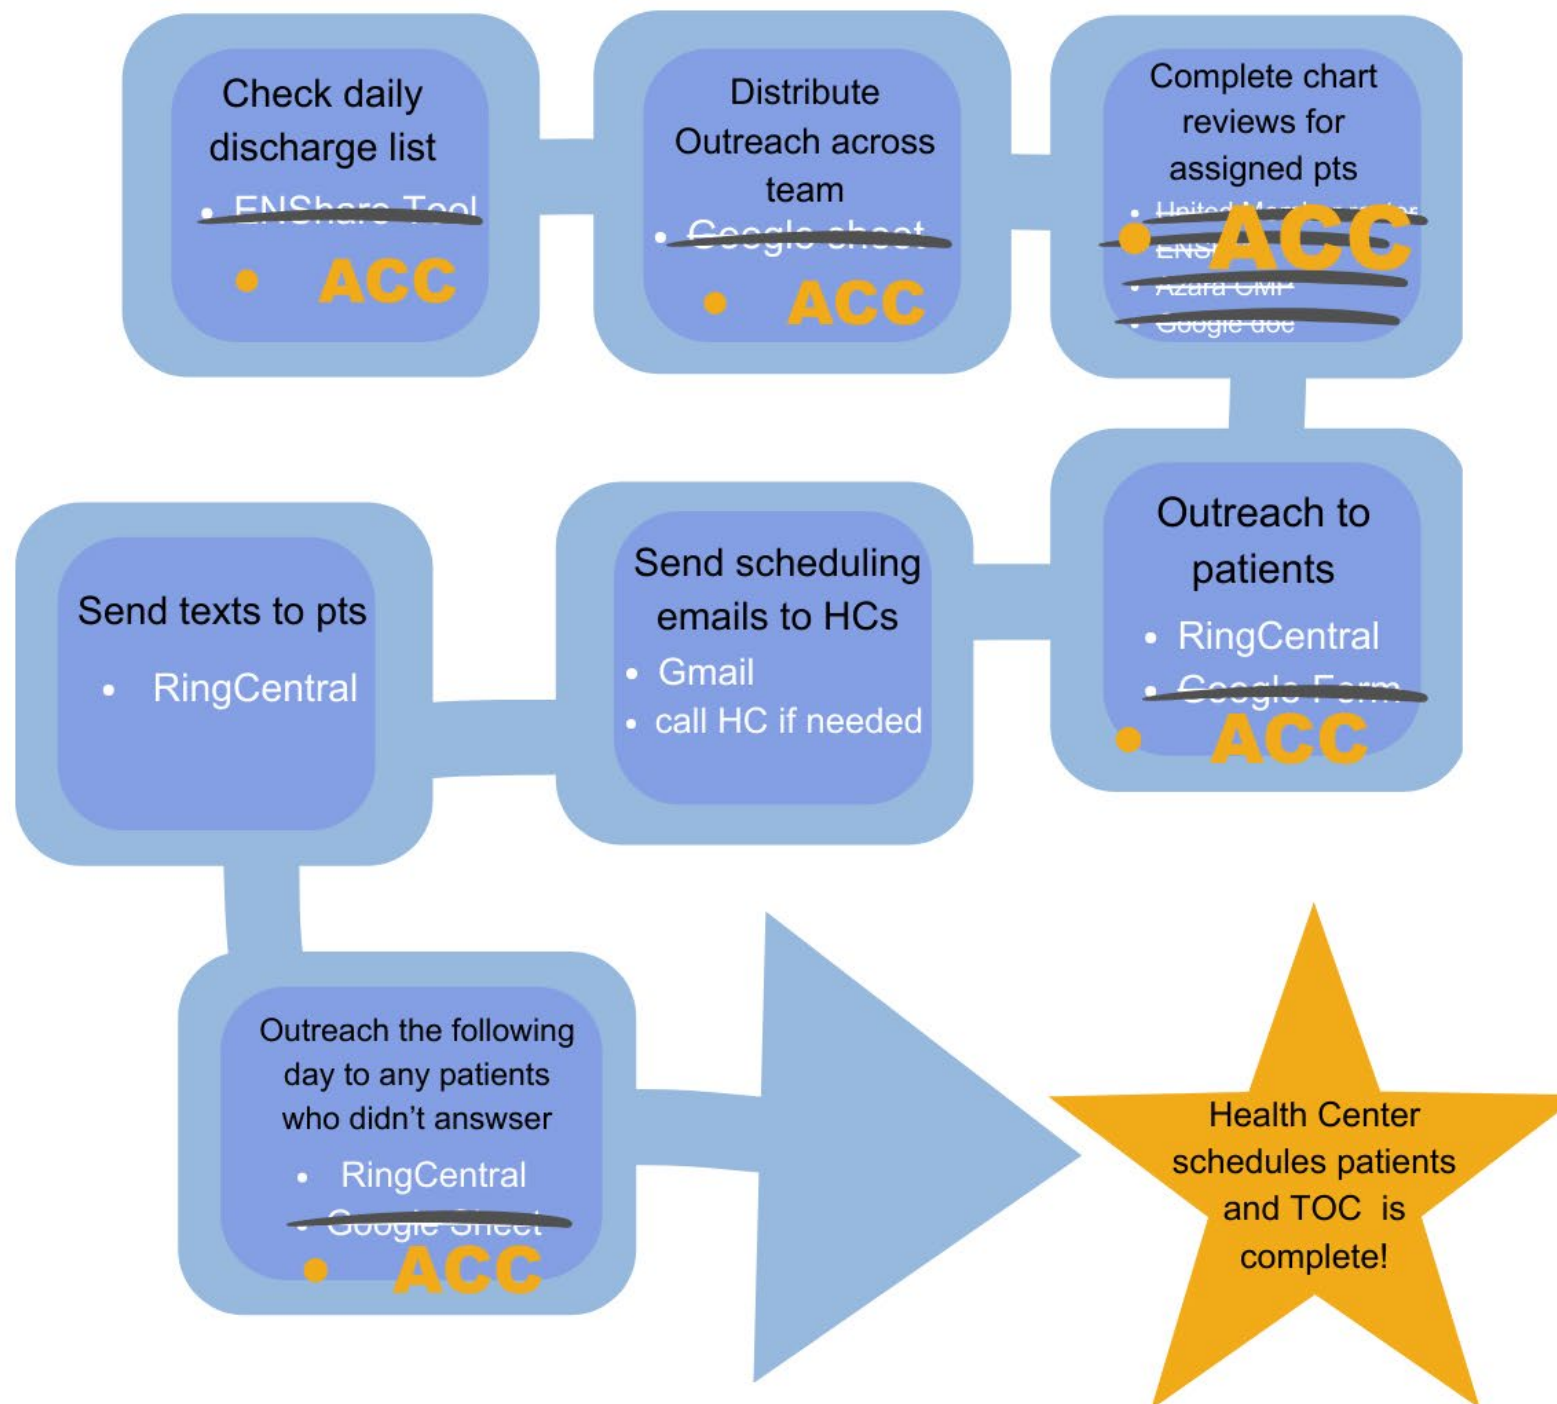 Check daily
discharge list
• ENShare Tool
• ACC
Distribute
Outreach across
team
• Google sheet
• ACC
Complete chart
reviews for
assigned pts
• United Member
• ACC
• Azara CMP
• Google doc
Outreach to
patients
• RingCentral
• Google Form
• ACC
Send scheduling
emails to HCs
• Gmail
• call HC if needed
Send texts to pts
• RingCentral
Outreach the following
day to any patients
who didn’t answser
• RingCentral
• Google Sheet
• ACC
Health Center
schedules patients
and TOC is
complete!